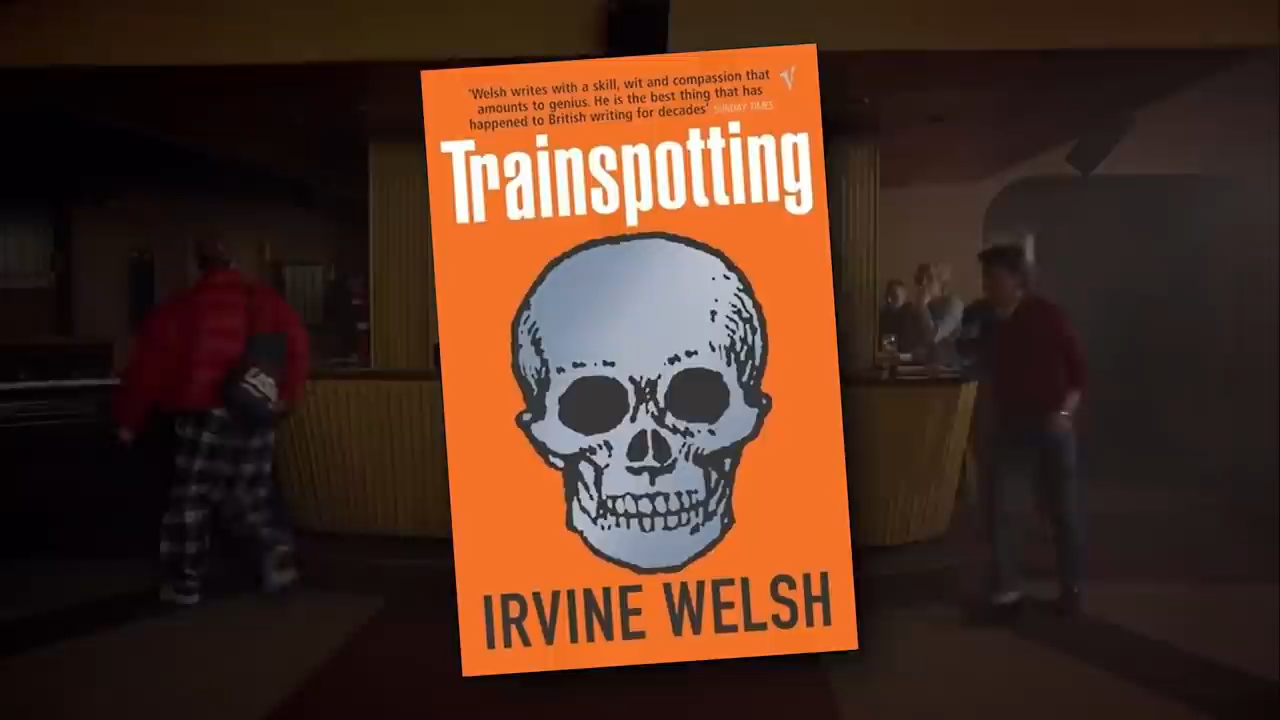 'Welsh writes with a skill, wit and compassion that
amounts to genius. He is the best thing that has
happened to British writing for decades' SUNDAY TIMES
Trainspotting
IRVINE WELSH